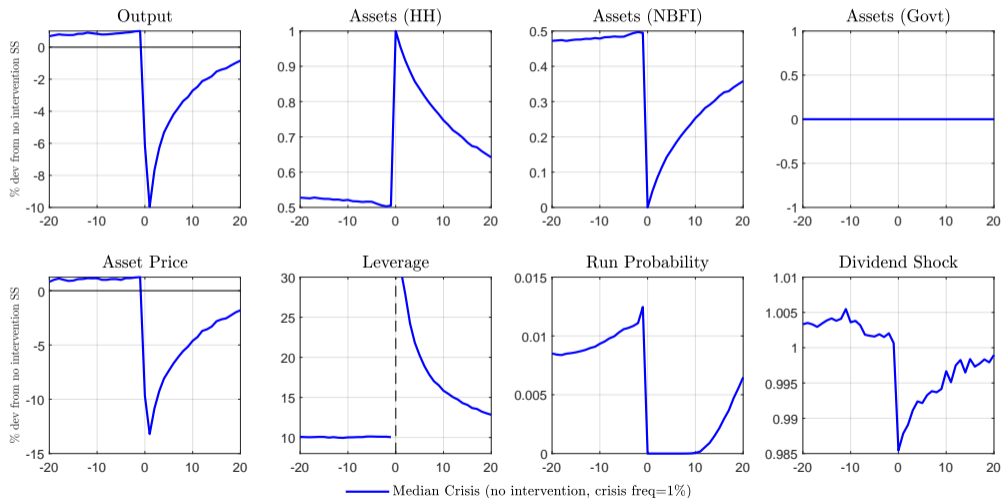 Output
Assets (HH)
Assets (NBFI)
Assets (Govt)
% dev from no intervention SS
0
-2
-4
-6
-8
-10
-20 -10 0 10 20
1
0.9
0.8
0.7
0.6
0.5
-20 -10 0 10 20
0.5
0.4
0.3
0.2
0.1
0
-20 -10 0 10 20
1
0.5
0
-0.5
-1
-20 -10 0 10 20
Asset Price
Leverage
Run Probability
Dividend Shock
% dev from no intervention SS
0
-5
-10
-15
-20 -10 0 10 20
30
25
20
15
10
-20 -10 0 10 20
0.015
0.01
0.005
0
-20 -10 0 10 20
1.01
1.005
1
0.995
0.99
0.985
-20 -10 0 10 20
Median Crisis (no intervention, crisis freq=1%)